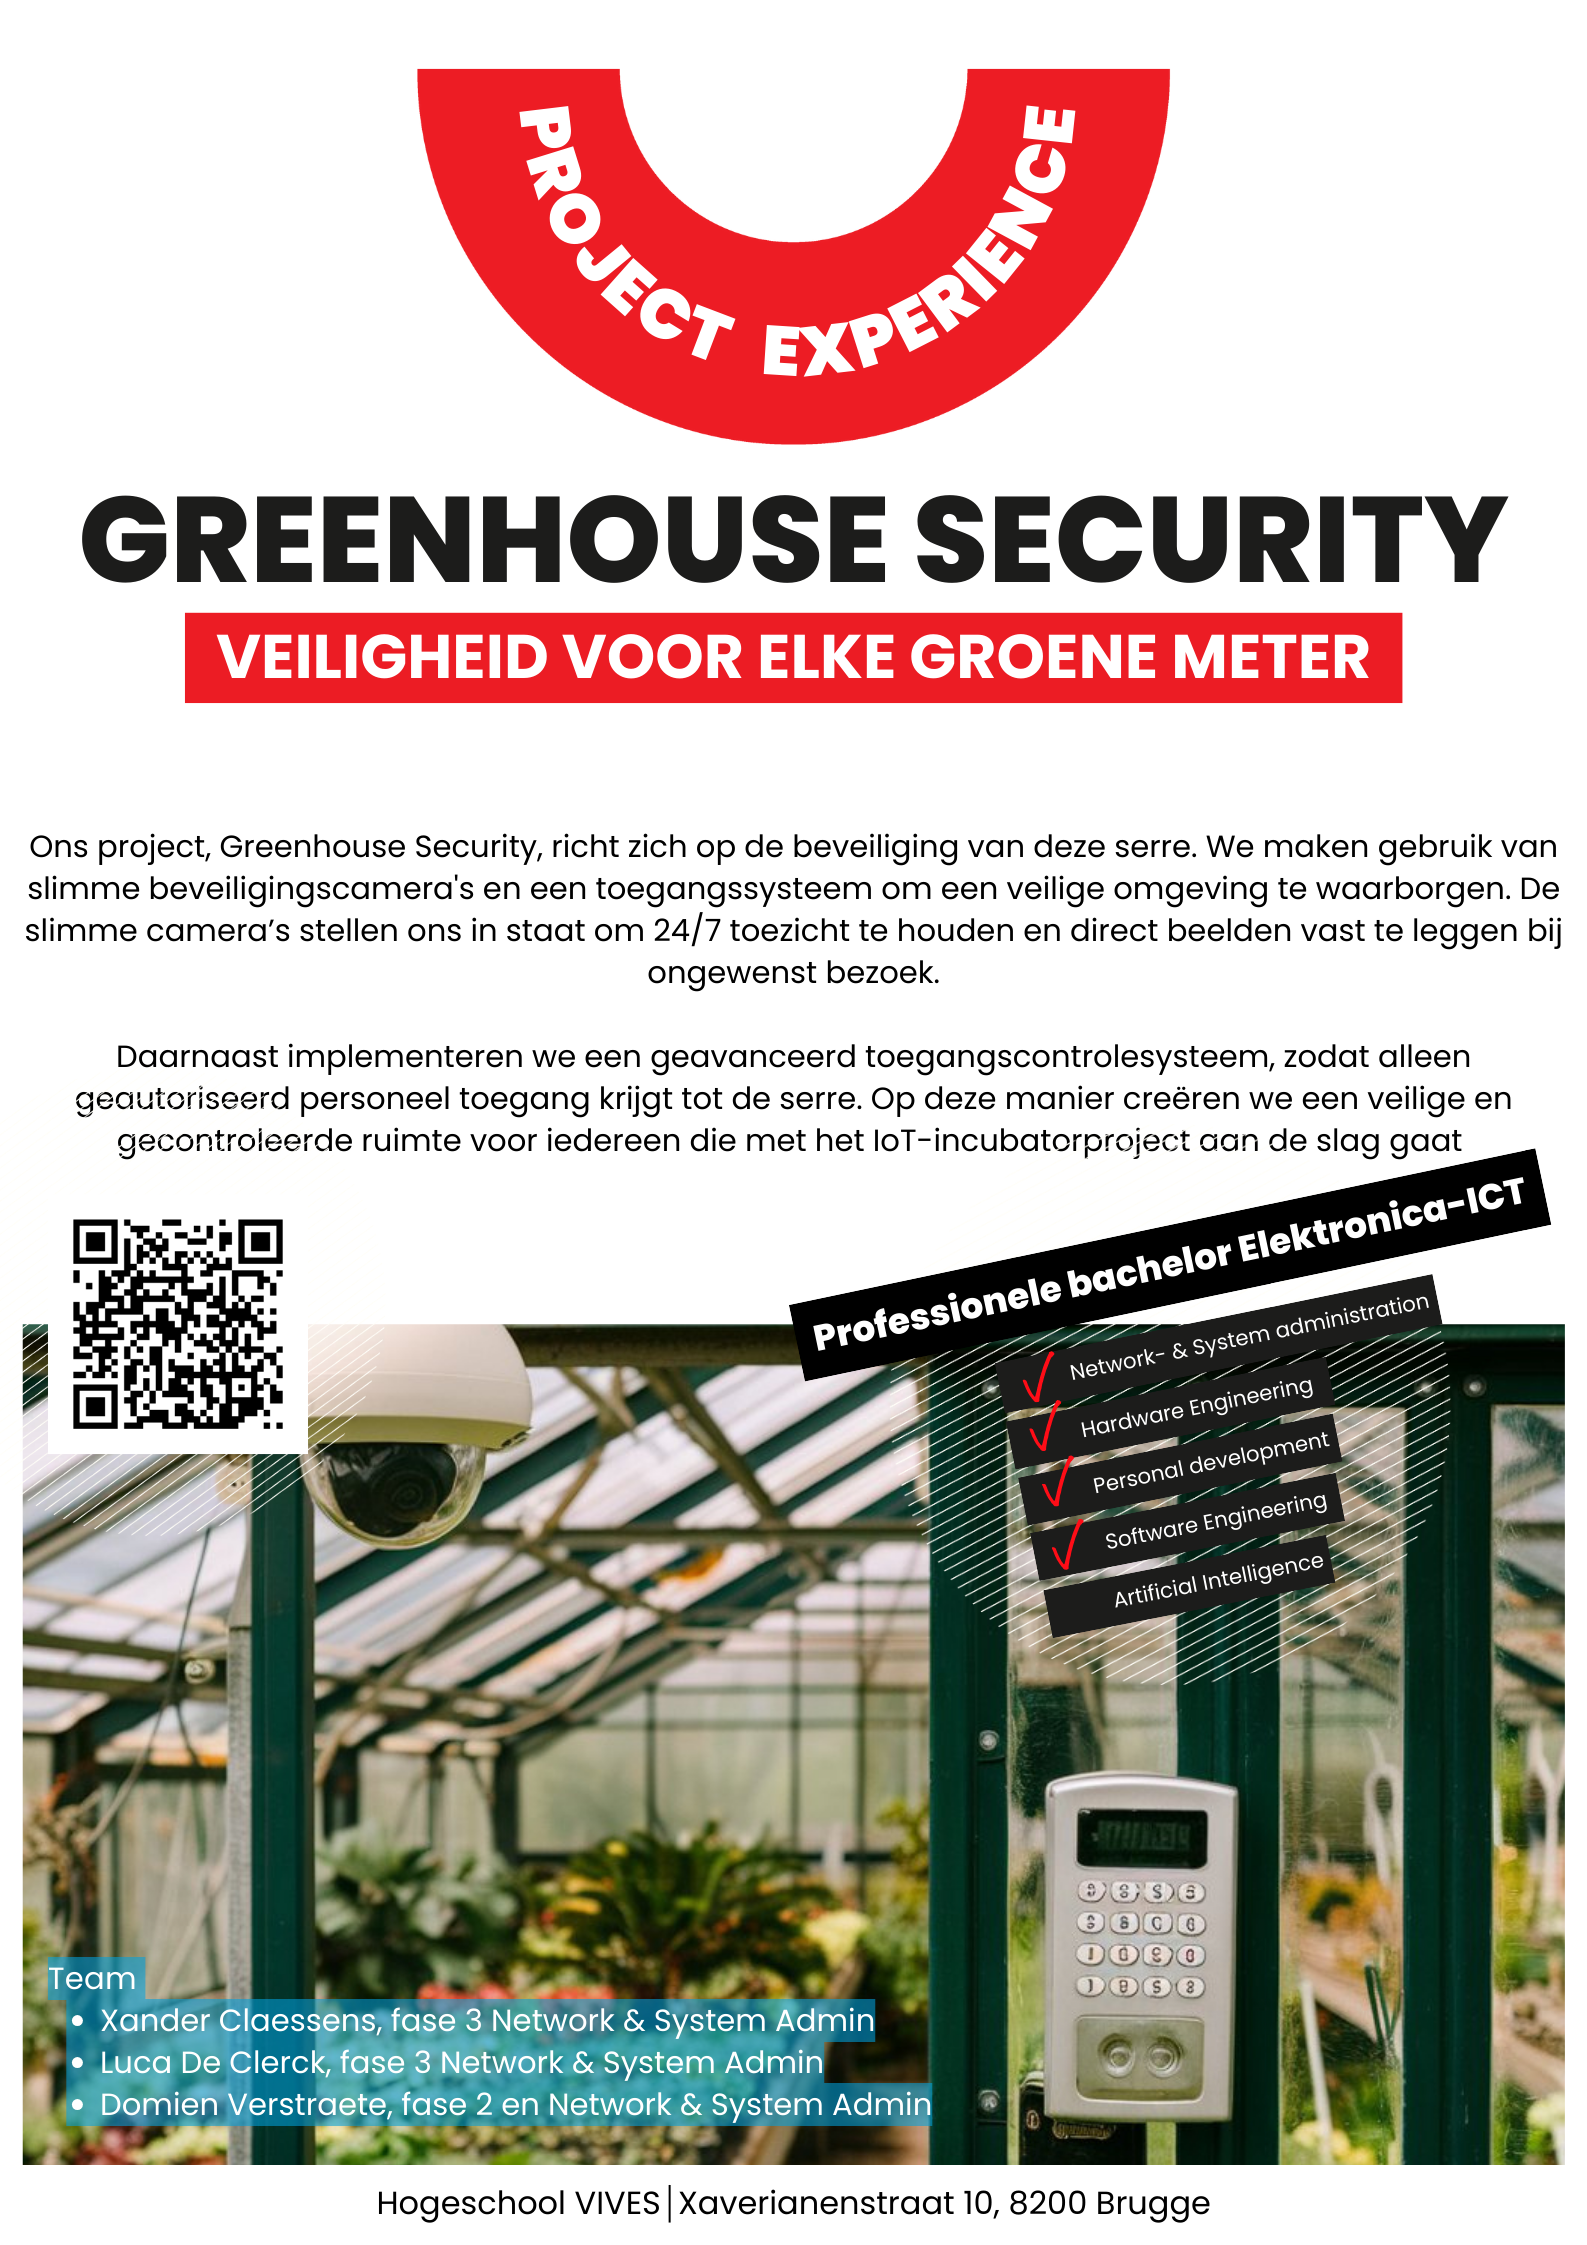 PROJECT EXPERIENCE
GREENHOUSE SECURITY
VEILIGHEID VOOR ELKE GROENE METER
Ons project, Greenhouse Security, richt zich op de beveiliging van deze serre. We maken gebruik van
slimme beveiligingscamera's en een toegangssysteem om een veilige omgeving te waarborgen. De
slimme camera’s stellen ons in staat om 24/7 toezicht te houden en direct beelden vast te leggen bij
ongewenst bezoek.
Daarnaast implementeren we een geavanceerd toegangscontrolesysteem, zodat alleen
geautoriseerd personeel toegang krijgt tot de serre. Op deze manier creëren we een veilige en
gecontroleerde ruimte voor iedereen die met het IoT-incubatorproject aan de slag gaat
Professionele bachelor Elektronica-ICT
Network- & System administration
Hardware Engineering
Personal development
Software Engineering
Artificial Intelligence
Team
• Xander Claessens, fase 3 Network & System Admin
• Luca De Clerck, fase 3 Network & System Admin
• Domien Verstraete, fase 2 en Network & System Admin
Hogeschool VIVES|Xaverianenstraat 10, 8200 Brugge